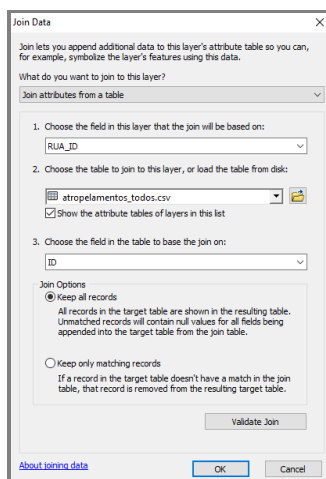 Join Data
Join lets you append additional data to this layer's attribute table so you can,
for example, symbolize the layer's features using this data.
What do you want to join to this layer?
Join attributes from a table
1. Choose the field in this layer that the join will be based on:
RUA_ID
2. Choose the table to join to this layer, or load the table from disk:
atropelamentos_todos.csv
Show the attribute tables of layers in this list
3. Choose the field in the table to base the join on:
ID
Join Options
Keep all records
All records in the target table are shown in the resulting table.
Unmatched records will contain null values for all fields being
appended into the target table from the join table.
Keep only matching records
If a record in the target table doesn't have a match in the join
table, that record is removed from the resulting target table.
Validate Join
About joining data
OK Cancel